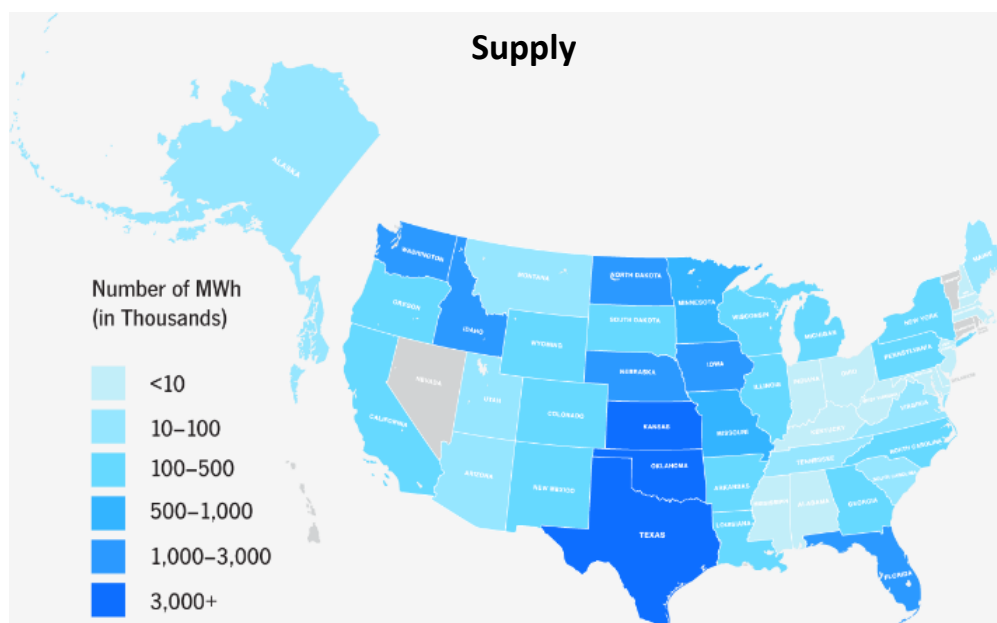 Supply
ALASKA
WASHINGTON
MONTANA
NORTH DAKOTA
MINNESOTA
MAINE
OREGON
IDAHO
SOUTH DAKOTA
WISCONSIN
MICHIGAN
NEW YORK
WYOMING
NEBRASKA
IOWA
PENNSYLVANIA
NEVADA
UTAH
COLORADO
ILLINOIS
INDIANA
OHIO
CALIFORNIA
KANSAS
MISSOURI
KENTUCKY
WEST VIRGINIA
VIRGINIA
ARIZONA
NEW MEXICO
OKLAHOMA
ARKANSAS
TENNESSEE
NORTH CAROLINA
SOUTH CAROLINA
TEXAS
LOUISIANA
MISSISSIPPI
ALABAMA
GEORGIA
FLORIDA
Number of MWh
(in Thousands)
<10
10–100
100–500
500–1,000
1,000–3,000
3,000+